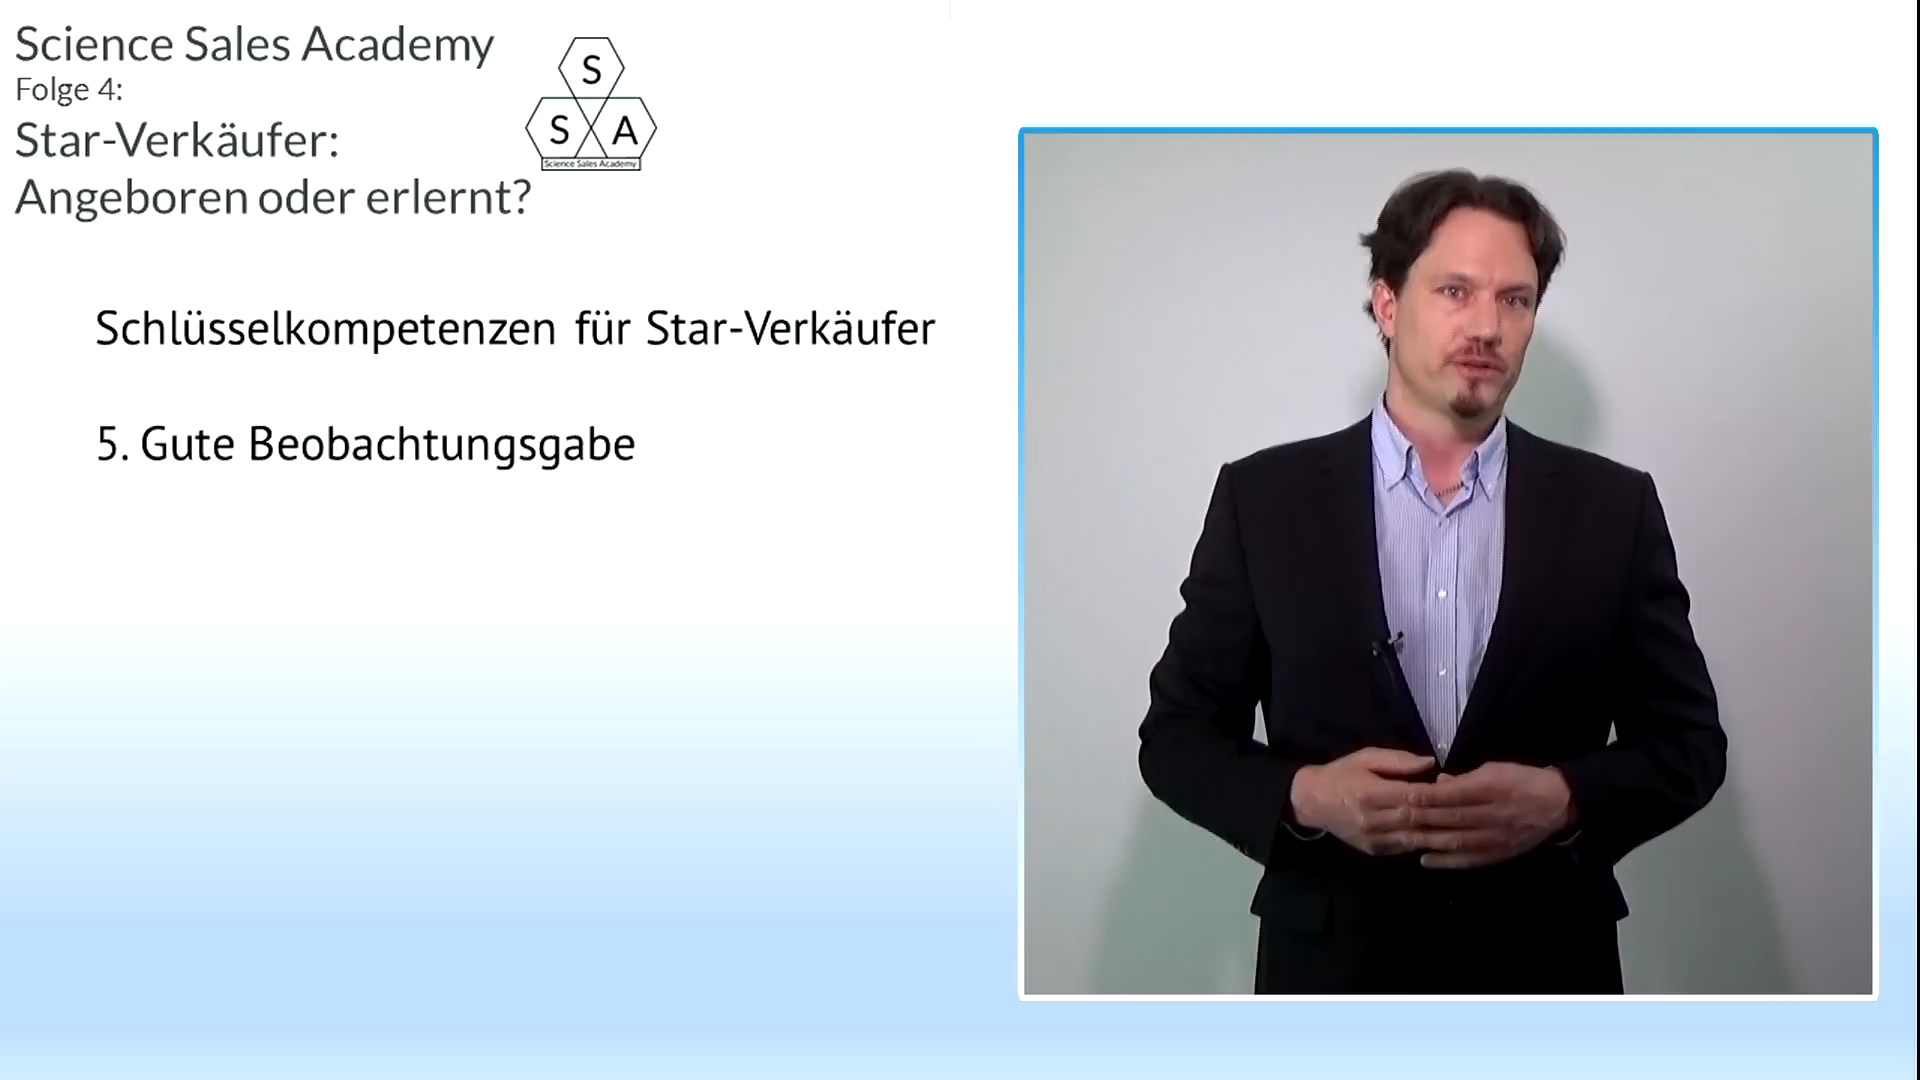 Science Sales Academy
Folge 4:
Star-Verkäufer:
Angeboren oder erlernt?
S
S A
Science Sales Academy
Schlüsselkompetenzen für Star-Verkäufer
5. Gute Beobachtungsgabe